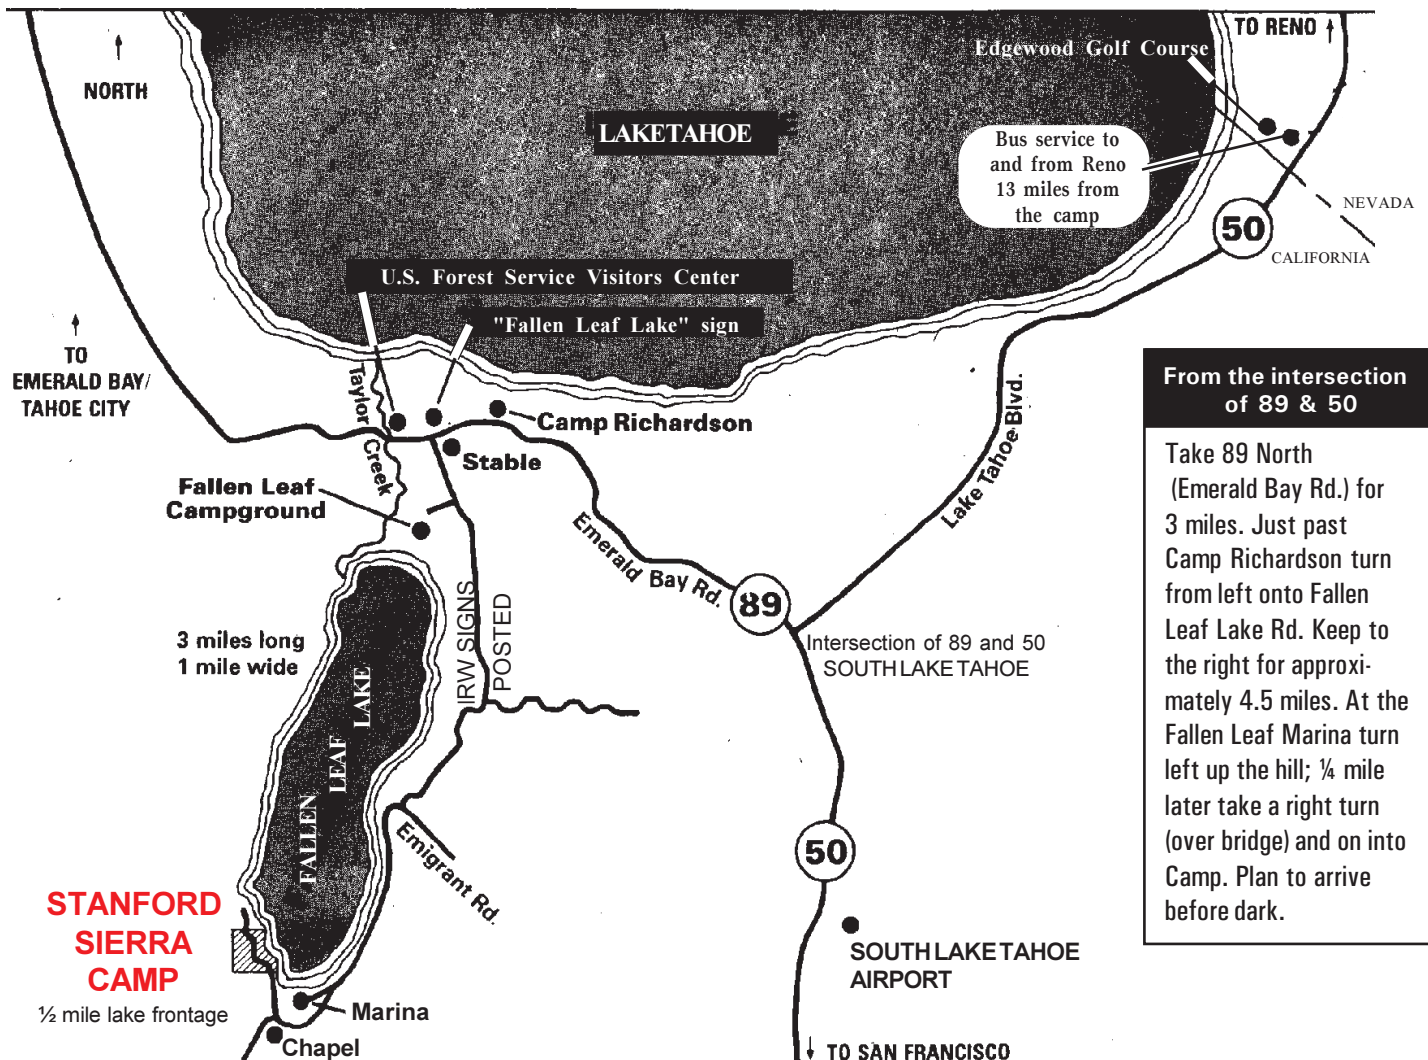 TO RENO
Edgewood Golf Course
NORTH
LAKETAHOE
Bus service to
and from Reno
13 miles from
the camp
NEVADA
50
CALIFORNIA
U.S. Forest Service Visitors Center
"Fallen Leaf Lake" sign
TO
EMERALD BAY/
TAHOE CITY
Taylor Creek
Camp Richardson
Stable
Lake Tahoe Blvd.
Fallen Leaf
Campground
Emerald Bay Rd.
89
IRW SIGNS
POSTED
3 miles long
1 mile wide
Intersection of 89 and 50
SOUTH LAKE TAHOE
FALLEN LEAF LAKE
Emigrant Rd.
50
STANFORD
SIERRA
CAMP
½ mile lake frontage
SOUTH LAKE TAHOE
AIRPORT
Marina
Chapel
TO SAN FRANCISCO
From the intersection
of 89 & 50
Take 89 North
(Emerald Bay Rd.) for
3 miles. Just past
Camp Richardson turn
from left onto Fallen
Leaf Lake Rd. Keep to
the right for approxi-
mately 4.5 miles. At the
Fallen Leaf Marina turn
left up the hill; ¼ mile
later take a right turn
(over bridge) and on into
Camp. Plan to arrive
before dark.